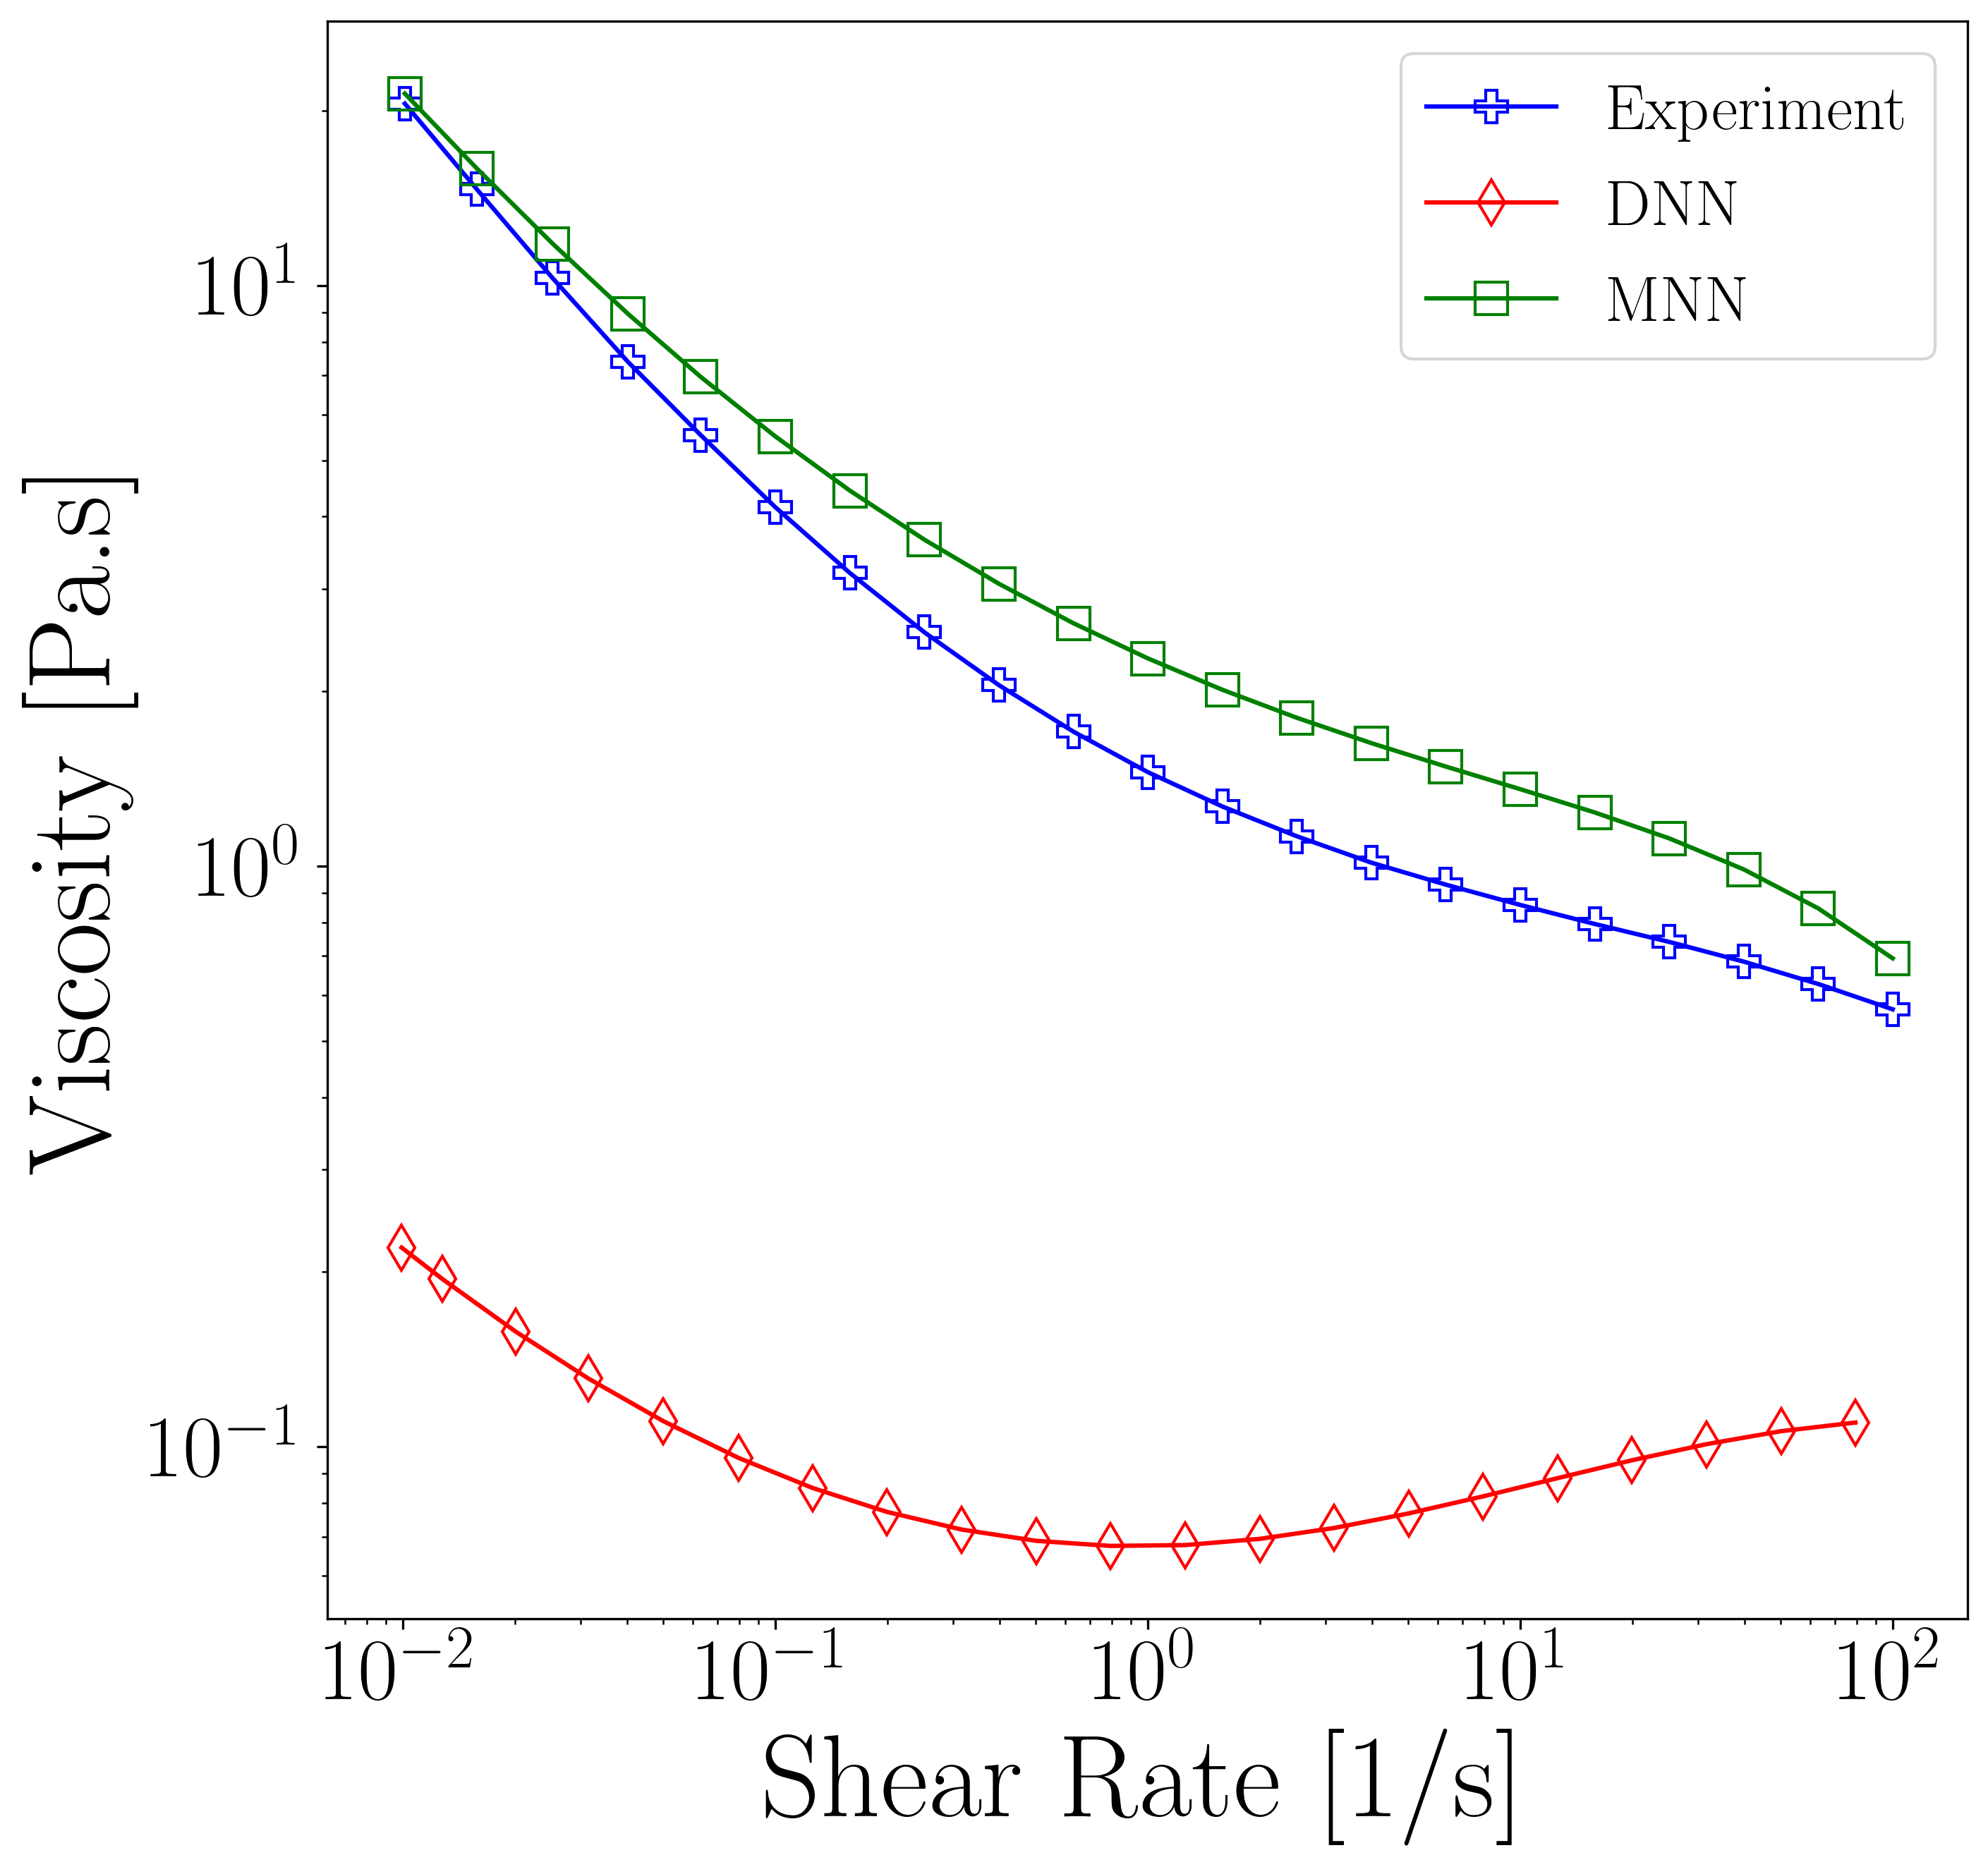 Experiment
DNN
MNN
Viscosity [Pa.s]
10¹
10⁰
10⁻¹
10⁻² 10⁻¹ 10⁰ 10¹ 10²
Shear Rate [1/s]